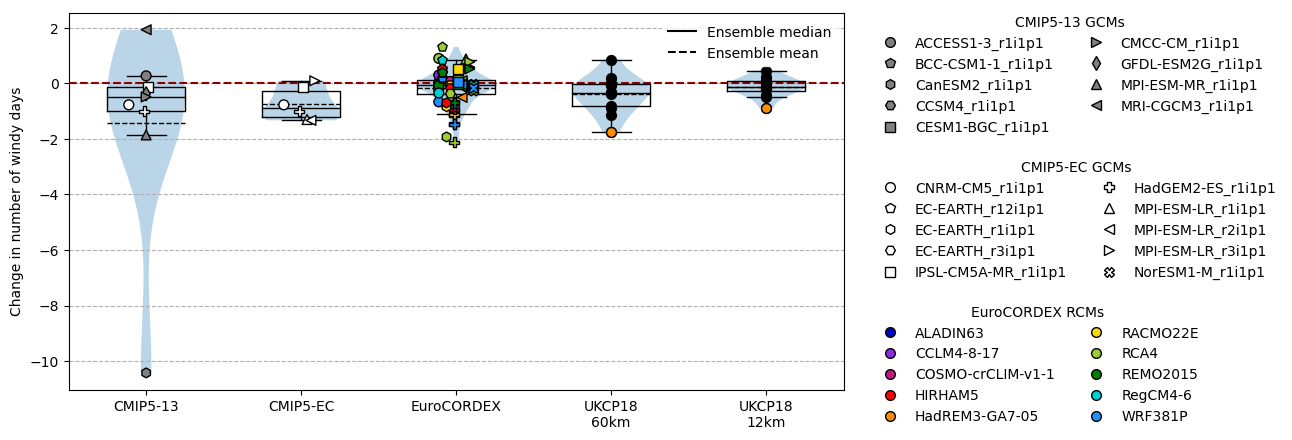 Change in number of windy days
2
0
−2
−4
−6
−8
−10
Ensemble median
Ensemble mean
CMIP5-13
CMIP5-EC
EuroCORDEX
UKCP18
60km
UKCP18
12km
CMIP5-13 GCMs
ACCESS1-3_r1i1p1
BCC-CSM1-1_r1i1p1
CanESM2_r1i1p1
CCSM4_r1i1p1
CESM1-BGC_r1i1p1
CMCC-CM_r1i1p1
GFDL-ESM2G_r1i1p1
MPI-ESM-MR_r1i1p1
MRI-CGCM3_r1i1p1
CMIP5-EC GCMs
CNRM-CM5_r1i1p1
EC-EARTH_r12i1p1
EC-EARTH_r1i1p1
EC-EARTH_r3i1p1
IPSL-CM5A-MR_r1i1p1
HadGEM2-ES_r1i1p1
MPI-ESM-LR_r1i1p1
MPI-ESM-LR_r2i1p1
MPI-ESM-LR_r3i1p1
NorESM1-M_r1i1p1
EuroCORDEX RCMs
ALADIN63
CCLM4-8-17
COSMO-crCLIM-v1-1
HIRHAM5
HadREM3-GA7-05
RACMO22E
RCA4
REMO2015
RegCM4-6
WRF381P